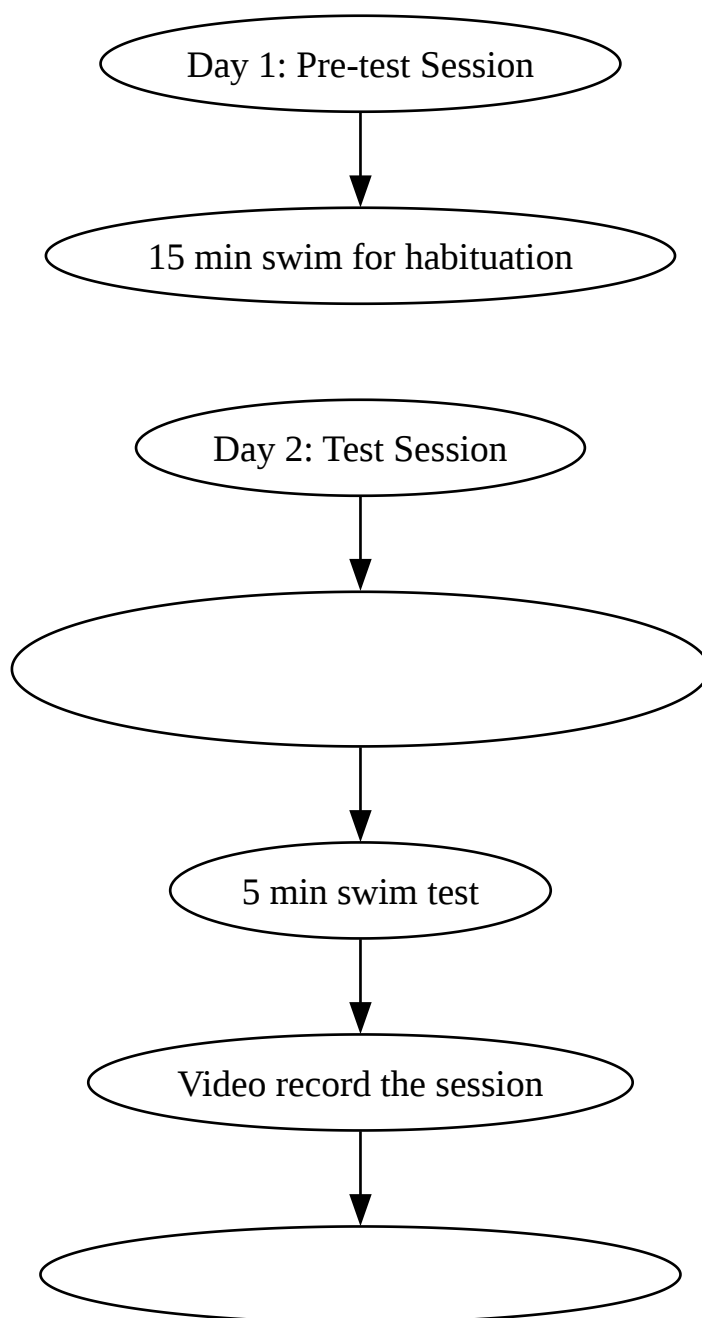 Day 1: Pre-test Session
15 min swim for habituation
Day 2: Test Session
5 min swim test
Video record the session